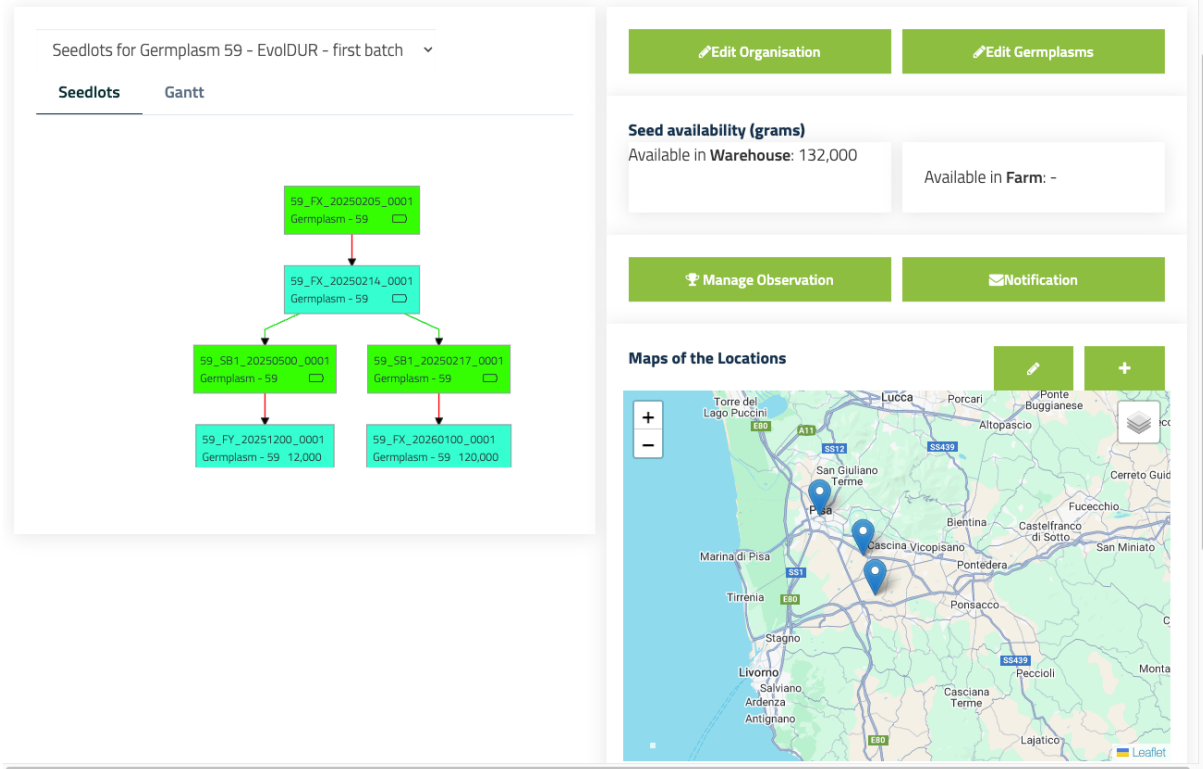 Seedlots for Germplasm 59 - EvolDUR - first batch
Seedlots
Gantt
59_FX_20250205_0001
Germplasm - 59
59_FX_20250214_0001
Germplasm - 59
59_SB1_20250500_0001
Germplasm - 59
59_SB1_20250217_0001
Germplasm - 59
59_FY_20251200_0001
Germplasm - 59 12,000
59_FX_20260100_0001
Germplasm - 59 120,000
Edit Organisation
Edit Germplasms
Seed availability (grams)
Available in Warehouse: 132,000
Available in Farm: -
Manage Observation
Notification
Maps of the Locations
+
+
−
Torre del
Lago Puccini
Lucca
Porcari
Ponte
Buggianese
Altopascio
E80
A11
SS12
SS439
San Giuliano
Terme
Cerreto Guid
Pisa
Fucecchio
Bientina
Castelfranco
di Sotto
San Miniato
Cascina
Vicopisano
Marina di Pisa
Pontedera
SS1
Tirrenia
E80
Ponsacco
Stagno
SS439
Livorno
Peccioli
Monta
Salviano
Ardenza
Casciana
Terme
Antignano
E80
Lajatico
Leaflet